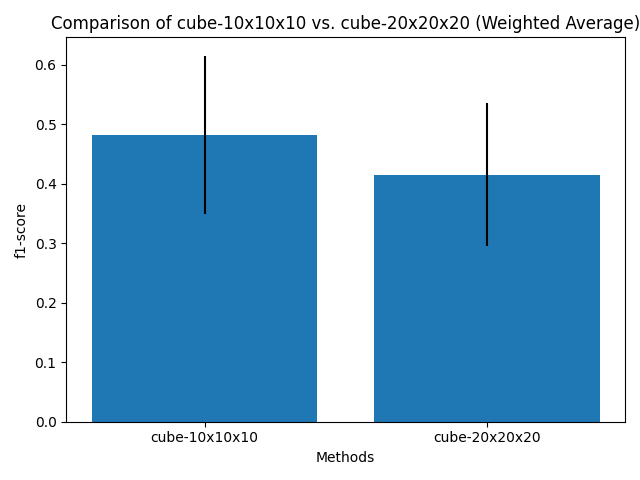 Comparison of cube-10x10x10 vs. cube-20x20x20 (Weighted Average)
0.6
0.5
0.4
0.3
0.2
0.1
0.0
f1-score
cube-10x10x10
cube-20x20x20
Methods